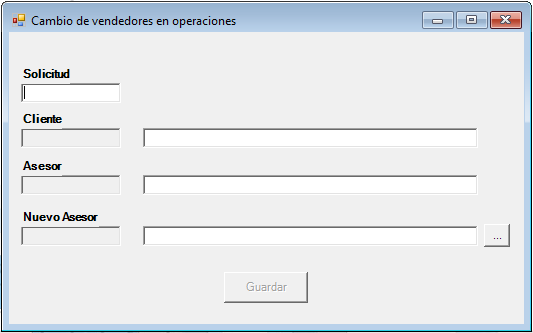 Cambio de vendedores en operaciones
Solicitud
Cliente
Asesor
Nuevo Asesor
...
Guardar